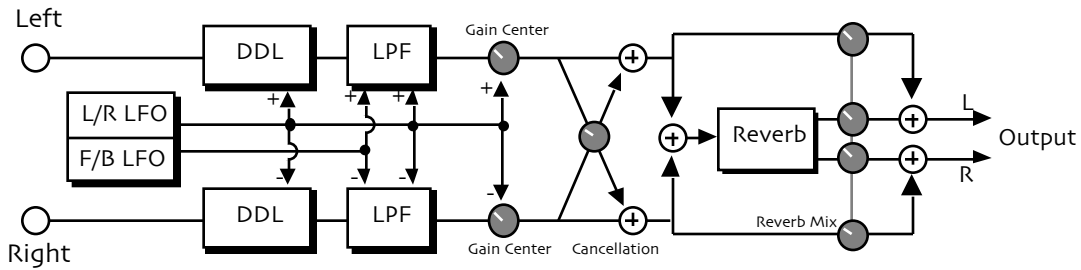 Left
DDL
LPF
Gain Center
+
+
+
+
+
L/R LFO
F/B LFO
-
-
-
-
+
Reverb
+
+
L
R
Output
DDL
LPF
Gain Center
+
Cancellation
Reverb Mix
Right